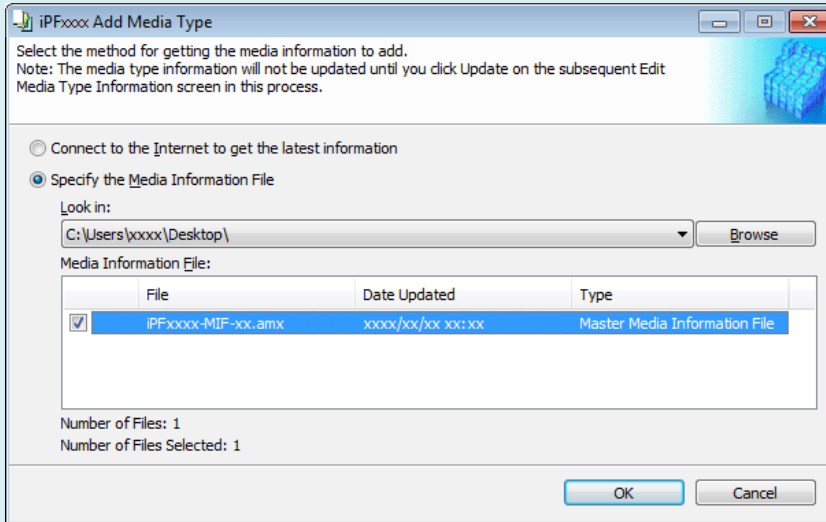 iPFxxxx Add Media Type
Select the method for getting the media information to add.
Note: The media type information will not be updated until you click Update on the subsequent Edit
Media Type Information screen in this process.
Connect to the Internet to get the latest information
Specify the Media Information File
Look in:
C:\Users\xxxx\Desktop\
Browse
Media Information File:
File Date Updated Type
iPFxxxx-MIF-xx.amx xxxx/xx/xx xx:xx Master Media Information File
Number of Files: 1
Number of Files Selected: 1
OK Cancel